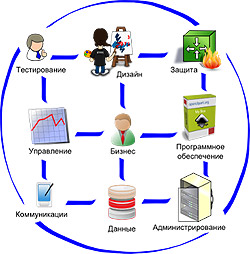 Тестирование
Дизайн
Защита
Управление
Бизнес
Программное
обеспечение
Коммуникации
Данные
Администрирование